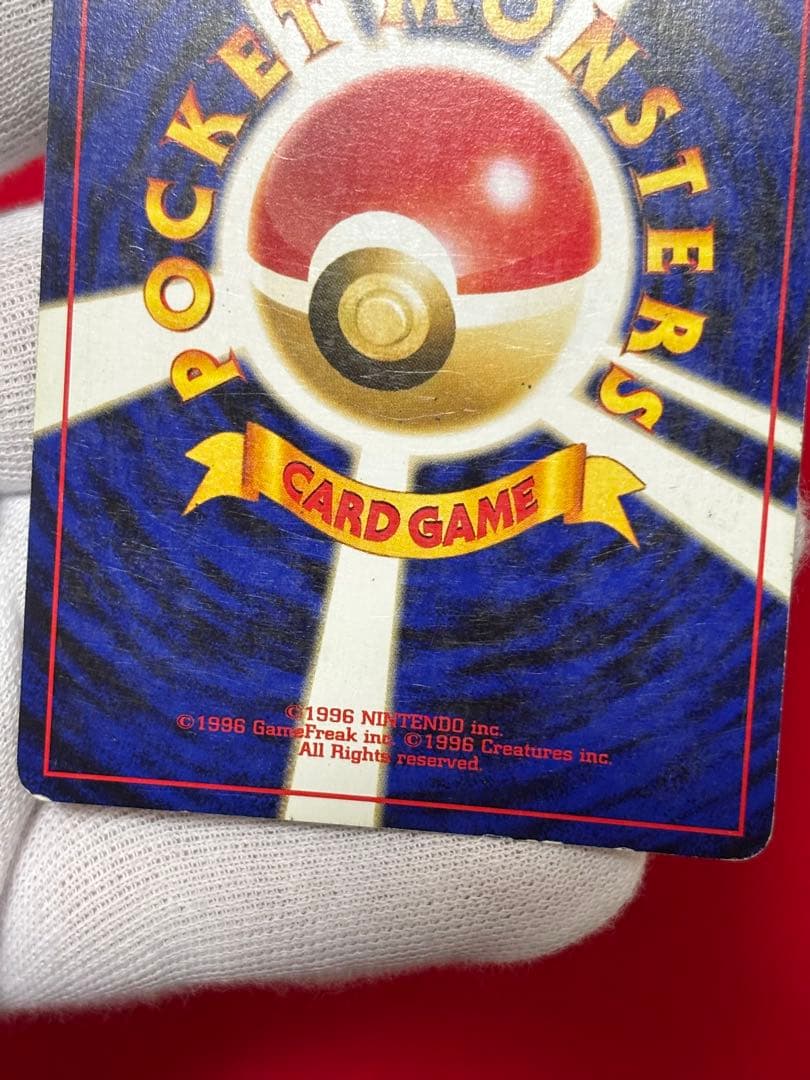 POCKET MONSTERS
CARD GAME
©1996 NINTENDO inc.
©1996 GameFreak inc. ©1996 Creatures inc.
All Rights reserved.